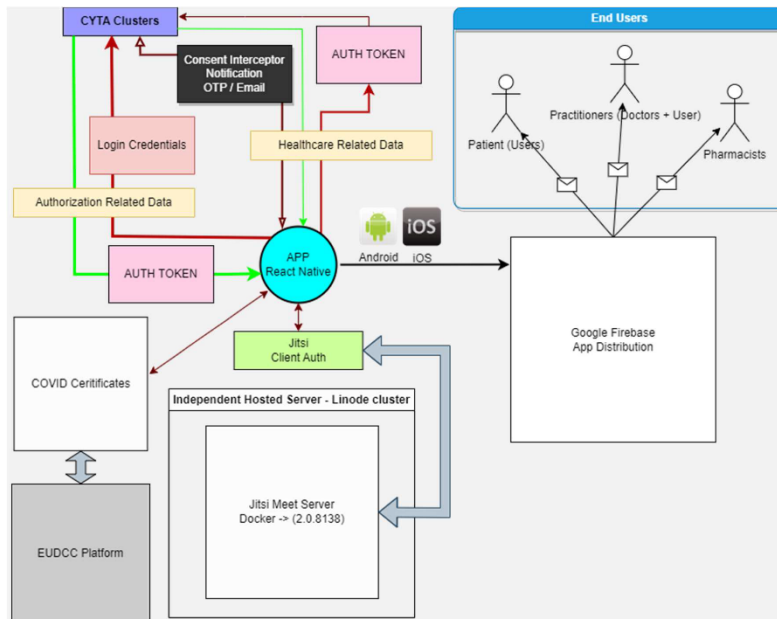 CYTA Clusters
End Users
Consent Interceptor
Notification
OTP / Email
AUTH TOKEN
Login Credentials
Healthcare Related Data
Practitioners (Doctors + User)
Patient (Users)
Pharmacists
Authorization Related Data
iOS
Android
iOS
APP
React Native
AUTH TOKEN
Jitsi
Client Auth
Google Firebase
App Distribution
COVID Ceritificates
Independent Hosted Server - Linode cluster
Jitsi Meet Server
Docker -> (2.0.8138)
EUDCC Platform